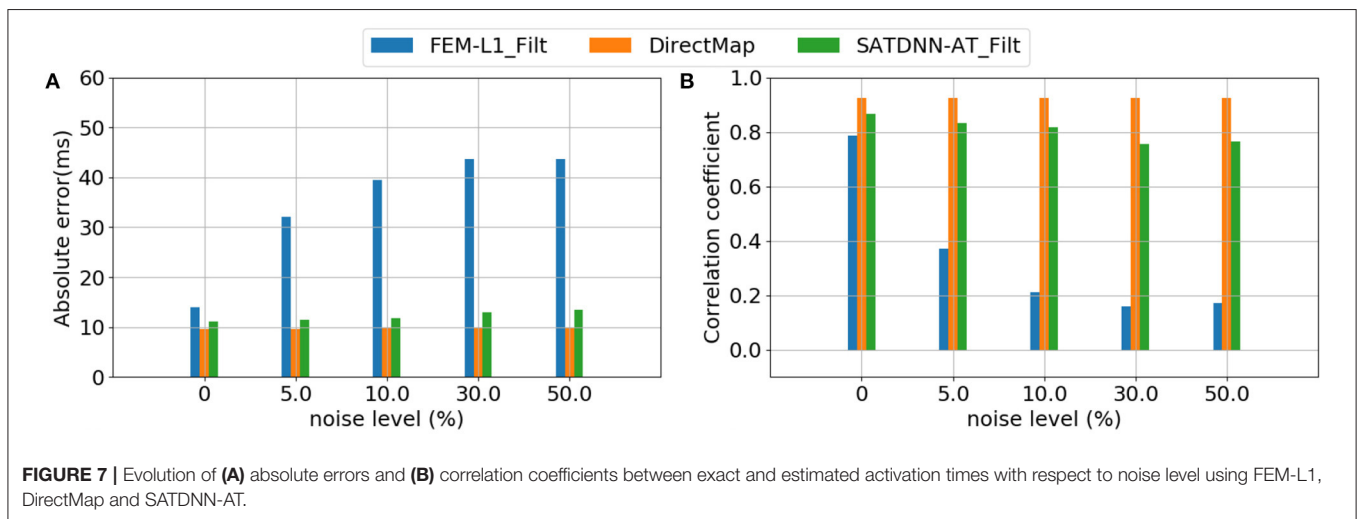 FEM-L1_Filt DirectMap SATDNN-AT_Filt
A
60
50
40
30
20
10
0
Absolute error(ms)
0 5.0 10.0 30.0 50.0
noise level (%)
B
1.0
0.8
0.6
0.4
0.2
0.0
Correlation coefficient
0 5.0 10.0 30.0 50.0
noise level (%)
FIGURE 7 | Evolution of (A) absolute errors and (B) correlation coefficients between exact and estimated activation times with respect to noise level using FEM-L1,
DirectMap and SATDNN-AT.